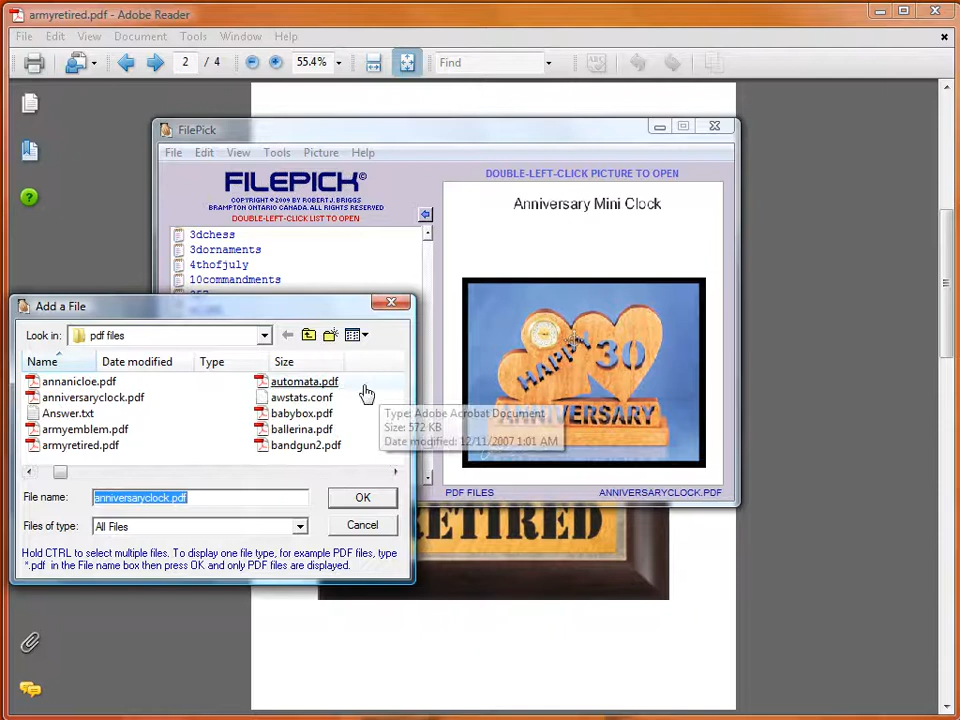 armyretired.pdf - Adobe Reader
File Edit View Document Tools Window Help
2 / 4 55.4% Find
FilePick
File Edit View Tools Picture Help
FILEPICK©
COPYRIGHT © 2009 BY ROBERT J. BRIGGS
BRAMPTON ONTARIO CANADA. ALL RIGHTS RESERVED
DOUBLE-LEFT-CLICK LIST TO OPEN
3dchess
3dornaments
4thofjuly
10commandments
DOUBLE-LEFT-CLICK PICTURE TO OPEN
Anniversary Mini Clock
HAPPY 30
ANNIVERSARY
PDF FILES ANNIVERSARYCLOCK.PDF
Add a File
Look in: pdf files
Name Date modified Type Size
annanicloe.pdf automata.pdf
anniversaryclock.pdf awstats.conf
Answer.txt babybox.pdf
armyemblem.pdf ballerina.pdf
armyretired.pdf bandgun2.pdf
Type: Adobe Acrobat Document
Size: 572 KB
Date modified: 12/11/2007 1:01 AM
File name: anniversaryclock.pdf OK
Files of type: All Files Cancel
Hold CTRL to select multiple files. To display one file type, for example PDF files, type
*.pdf in the File name box then press OK and only PDF files are displayed.
RETIRED